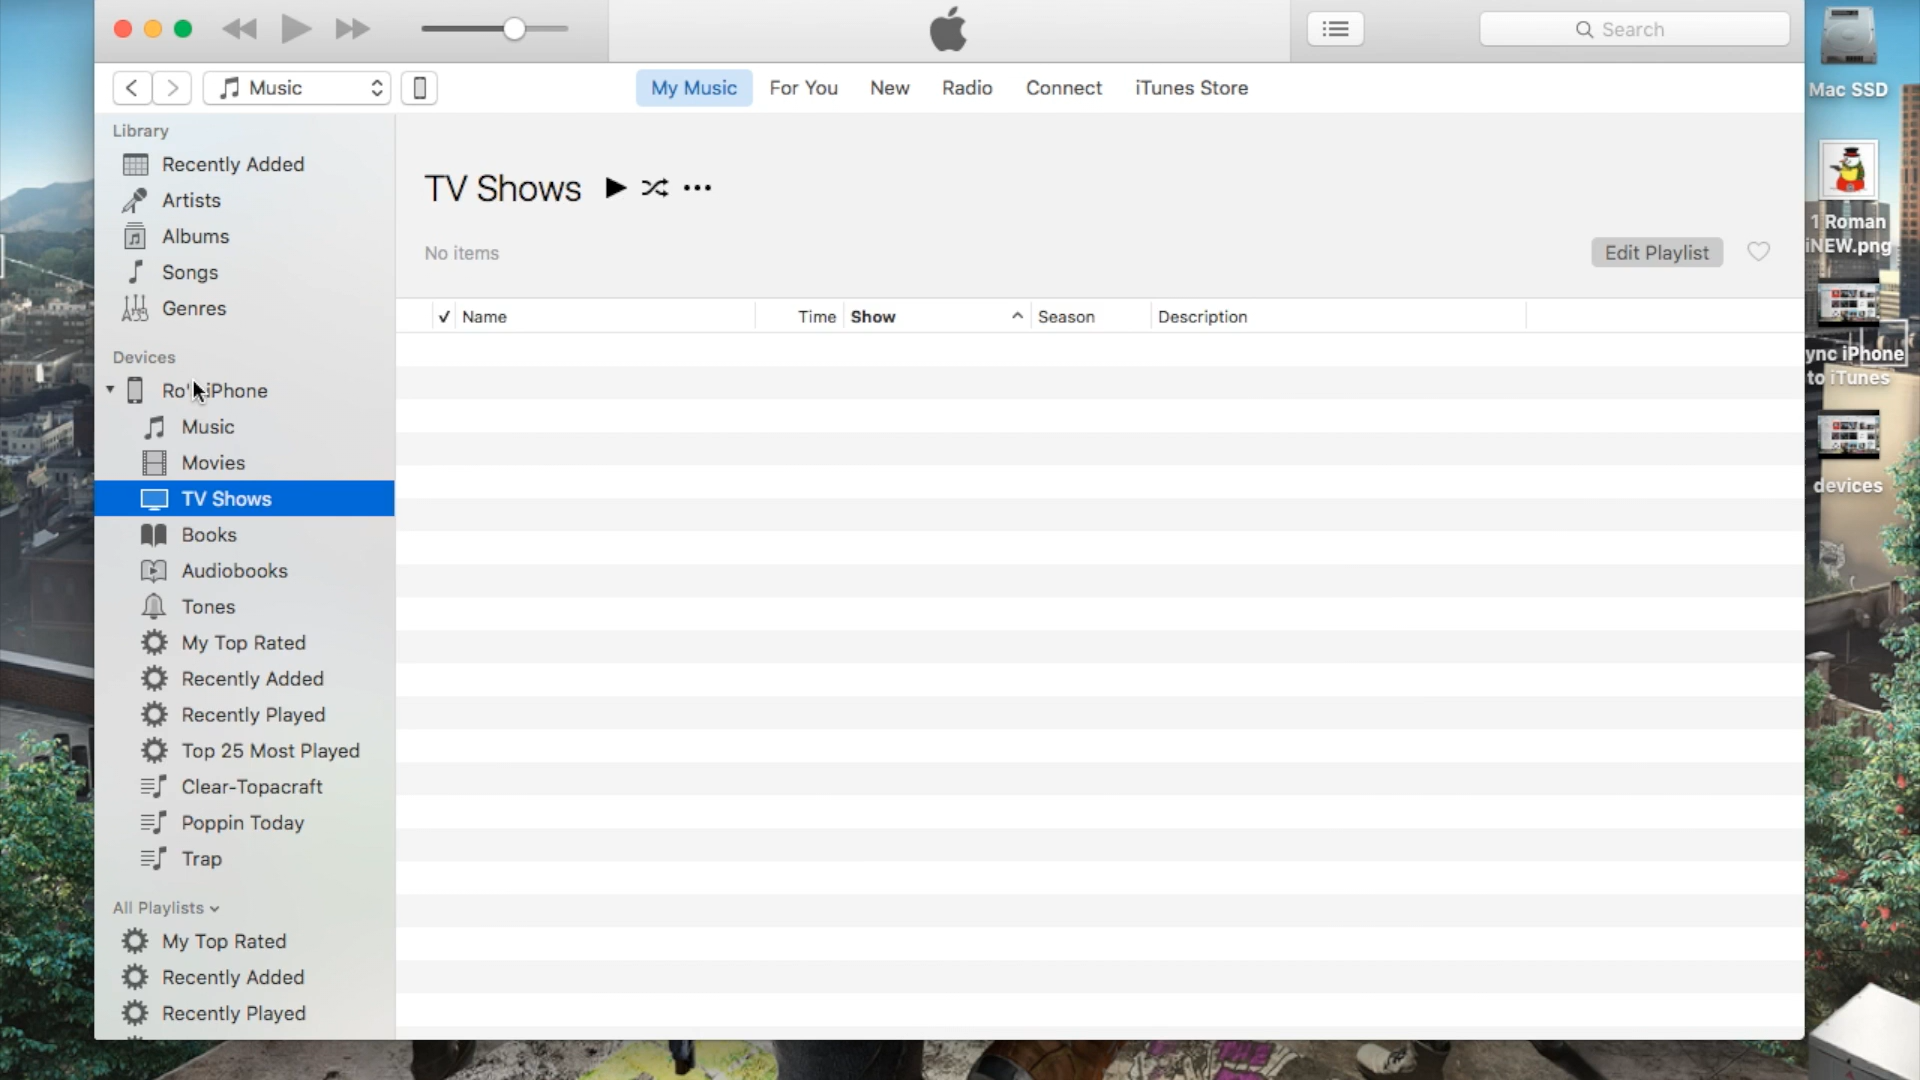 Search
Music
My Music
For You
New
Radio
Connect
iTunes Store
Library
Recently Added
Artists
Albums
Songs
Genres
Devices
iPhone
Music
Movies
TV Shows
Books
Audiobooks
Tones
My Top Rated
Recently Added
Recently Played
Top 25 Most Played
Clear-Topacraft
Poppin Today
Trap
All Playlists
My Top Rated
Recently Added
Recently Played
TV Shows
No items
Edit Playlist
Name
Time
Show
Season
Description
Mac SSD
1 Roman
iNEW.png
ync iPhone
to iTunes
devices